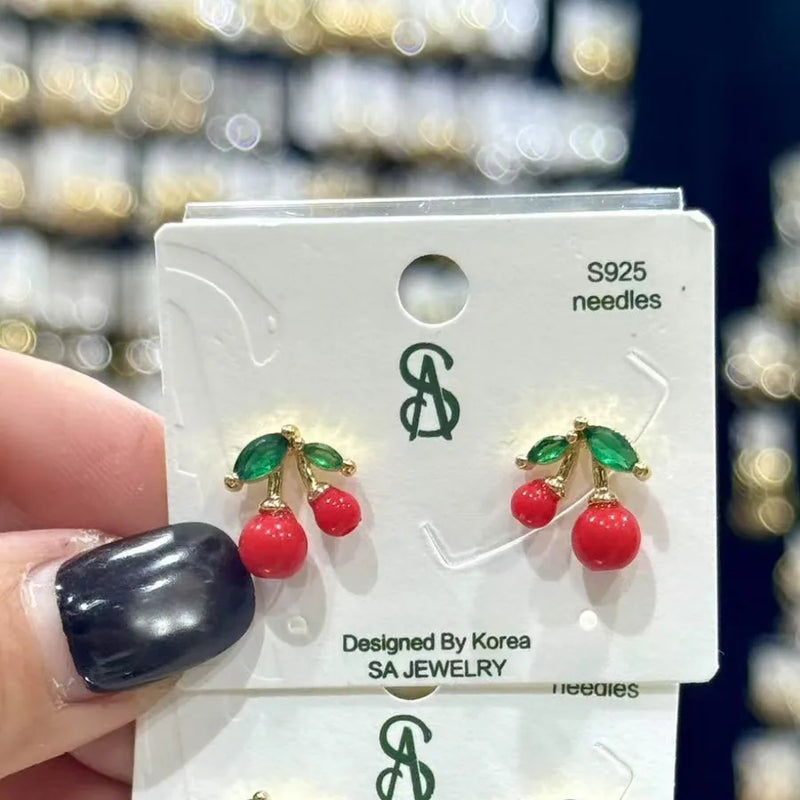 S925
needles
SA
Designed By Korea
SA JEWELRY
needles
SA